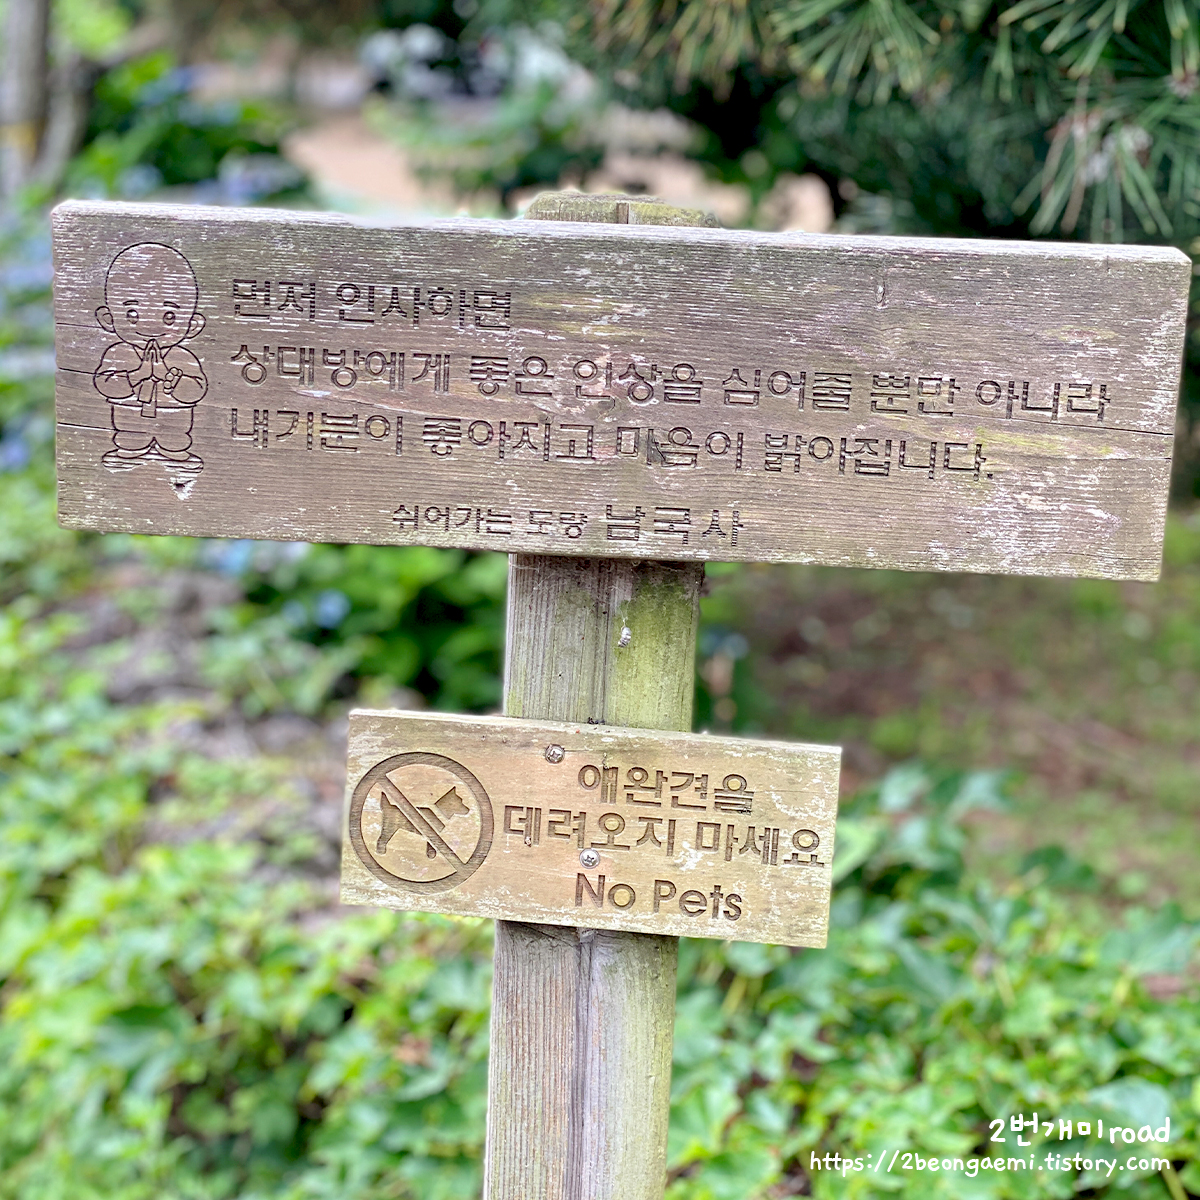 먼저 인사하면
상대방에게 좋은 인상을 심어줄 뿐만 아니라
내기분이 좋아지고 마음이 밝아집니다.
쉬어가는 도량 남국사
애완견을
데려오지 마세요
No Pets
2번개미road
https://2beongaemi.tistory.com